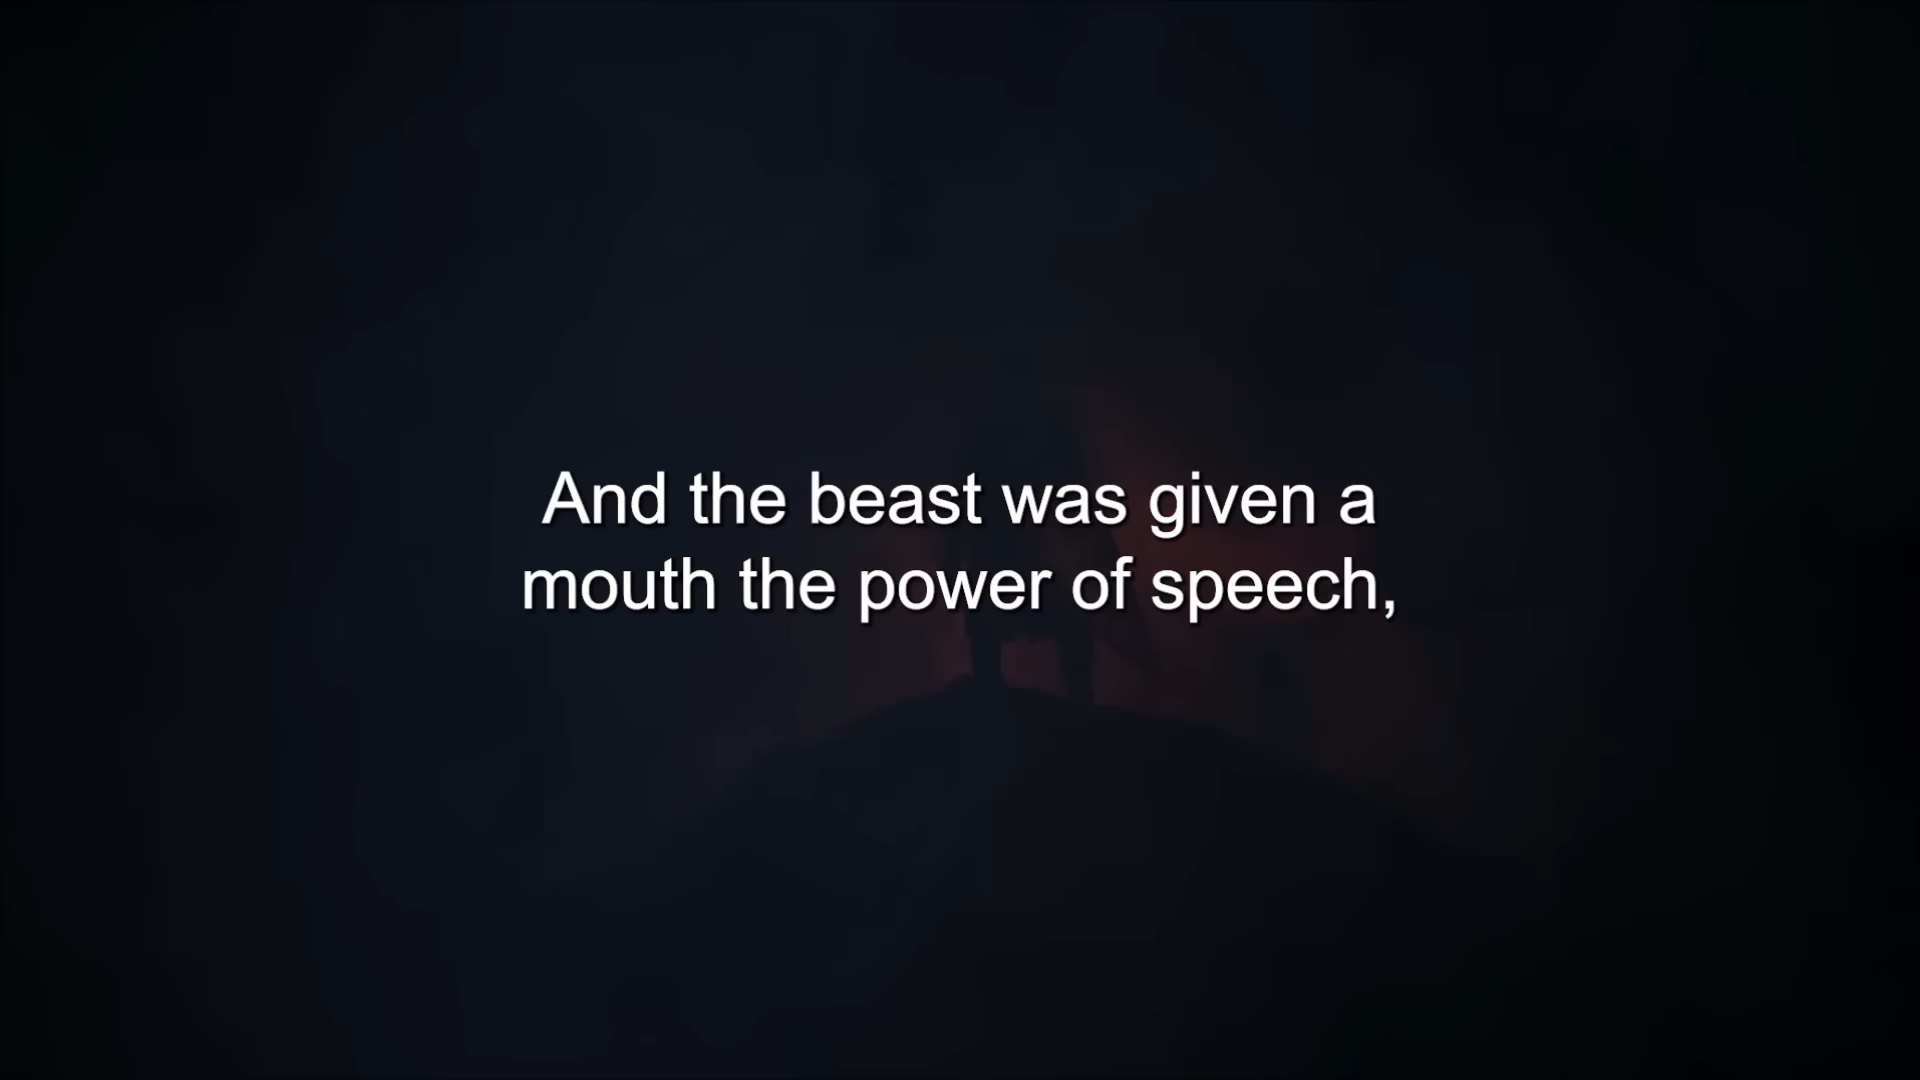 And the beast was given a
mouth the power of speech,